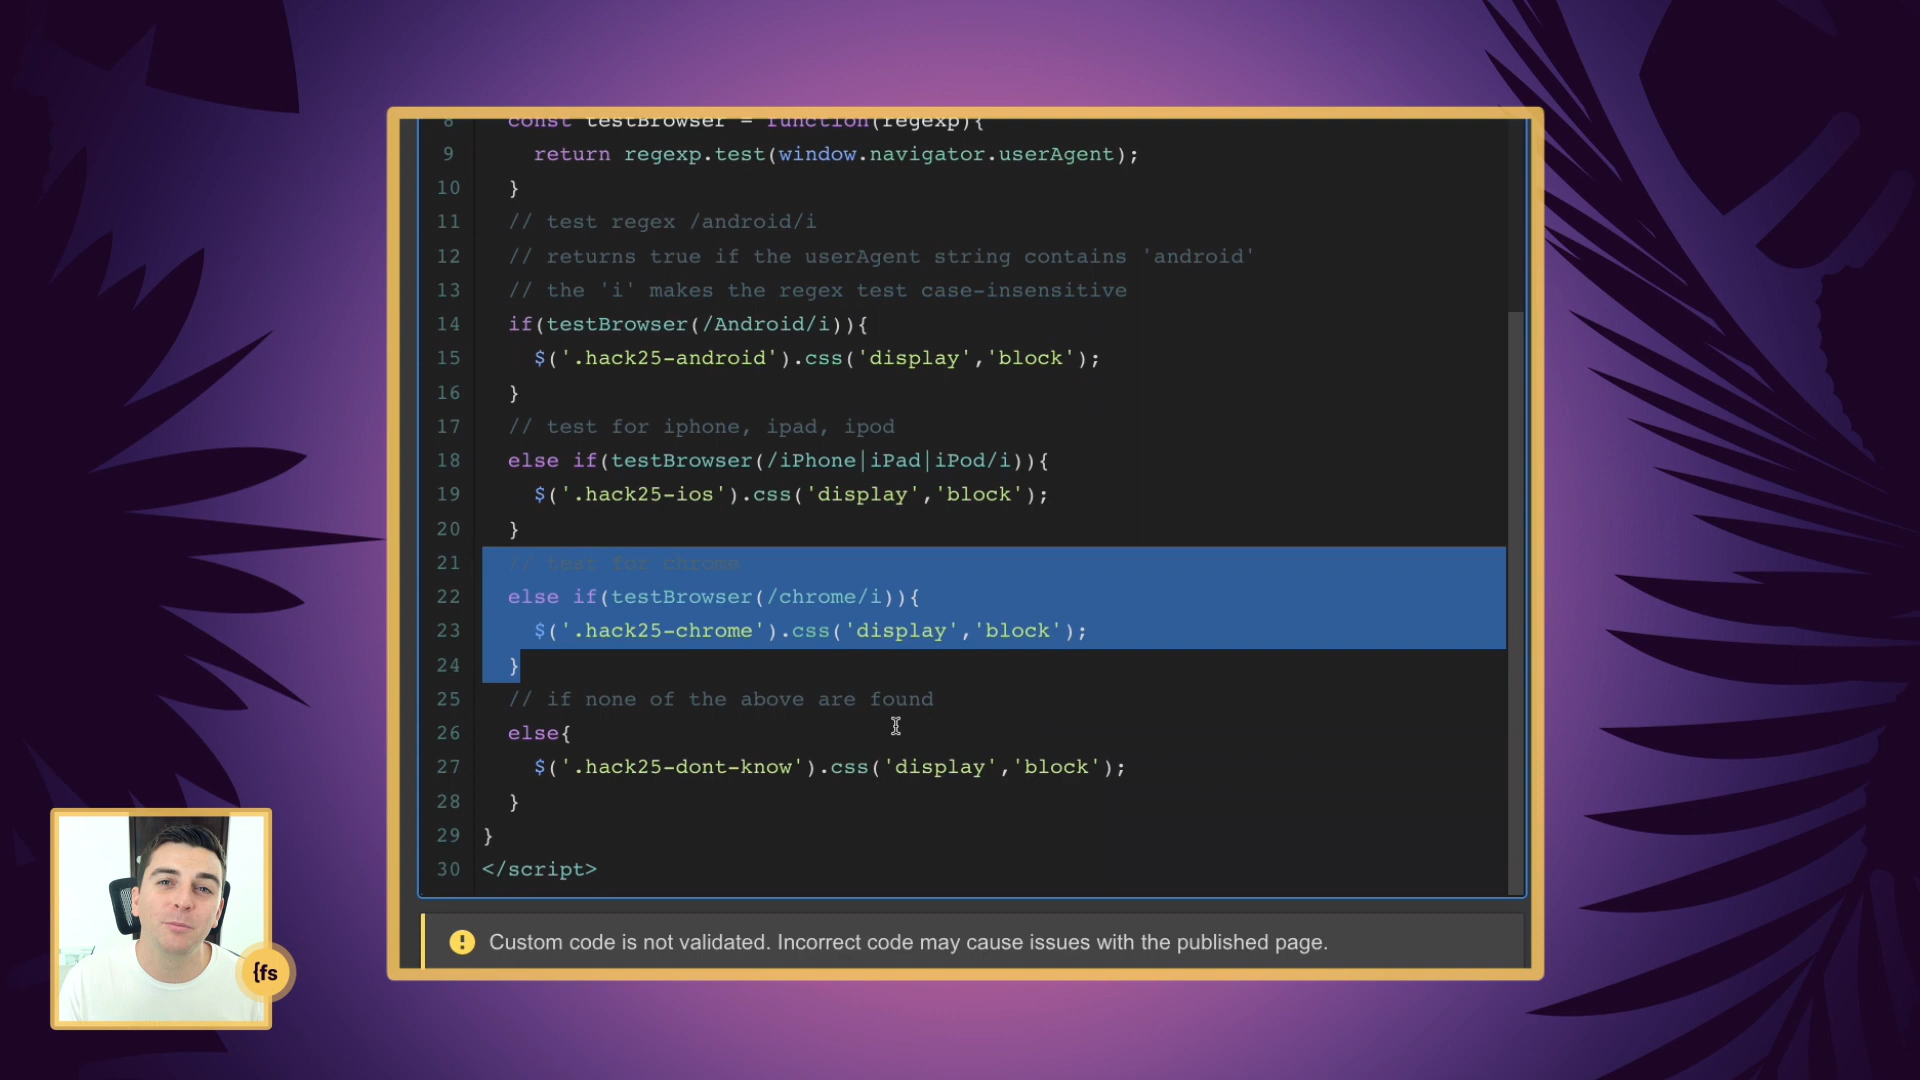 8 const testBrowser = function(regexp){
9 return regexp.test(window.navigator.userAgent);
10 }
11 // test regex /android/i
12 // returns true if the userAgent string contains 'android'
13 // the 'i' makes the regex test case-insensitive
14 if(testBrowser(/Android/i)){
15 $('.hack25-android').css('display','block');
16 }
17 // test for iphone, ipad, ipod
18 else if(testBrowser(/iPhone|iPad|iPod/i)){
19 $('.hack25-ios').css('display','block');
20 }
21 // test for chrome
22 else if(testBrowser(/chrome/i)){
23 $('.hack25-chrome').css('display','block');
24 }
25 // if none of the above are found
26 else{
27 $('.hack25-dont-know').css('display','block');
28 }
29 }
30 </script>
Custom code is not validated. Incorrect code may cause issues with the published page.
{fs